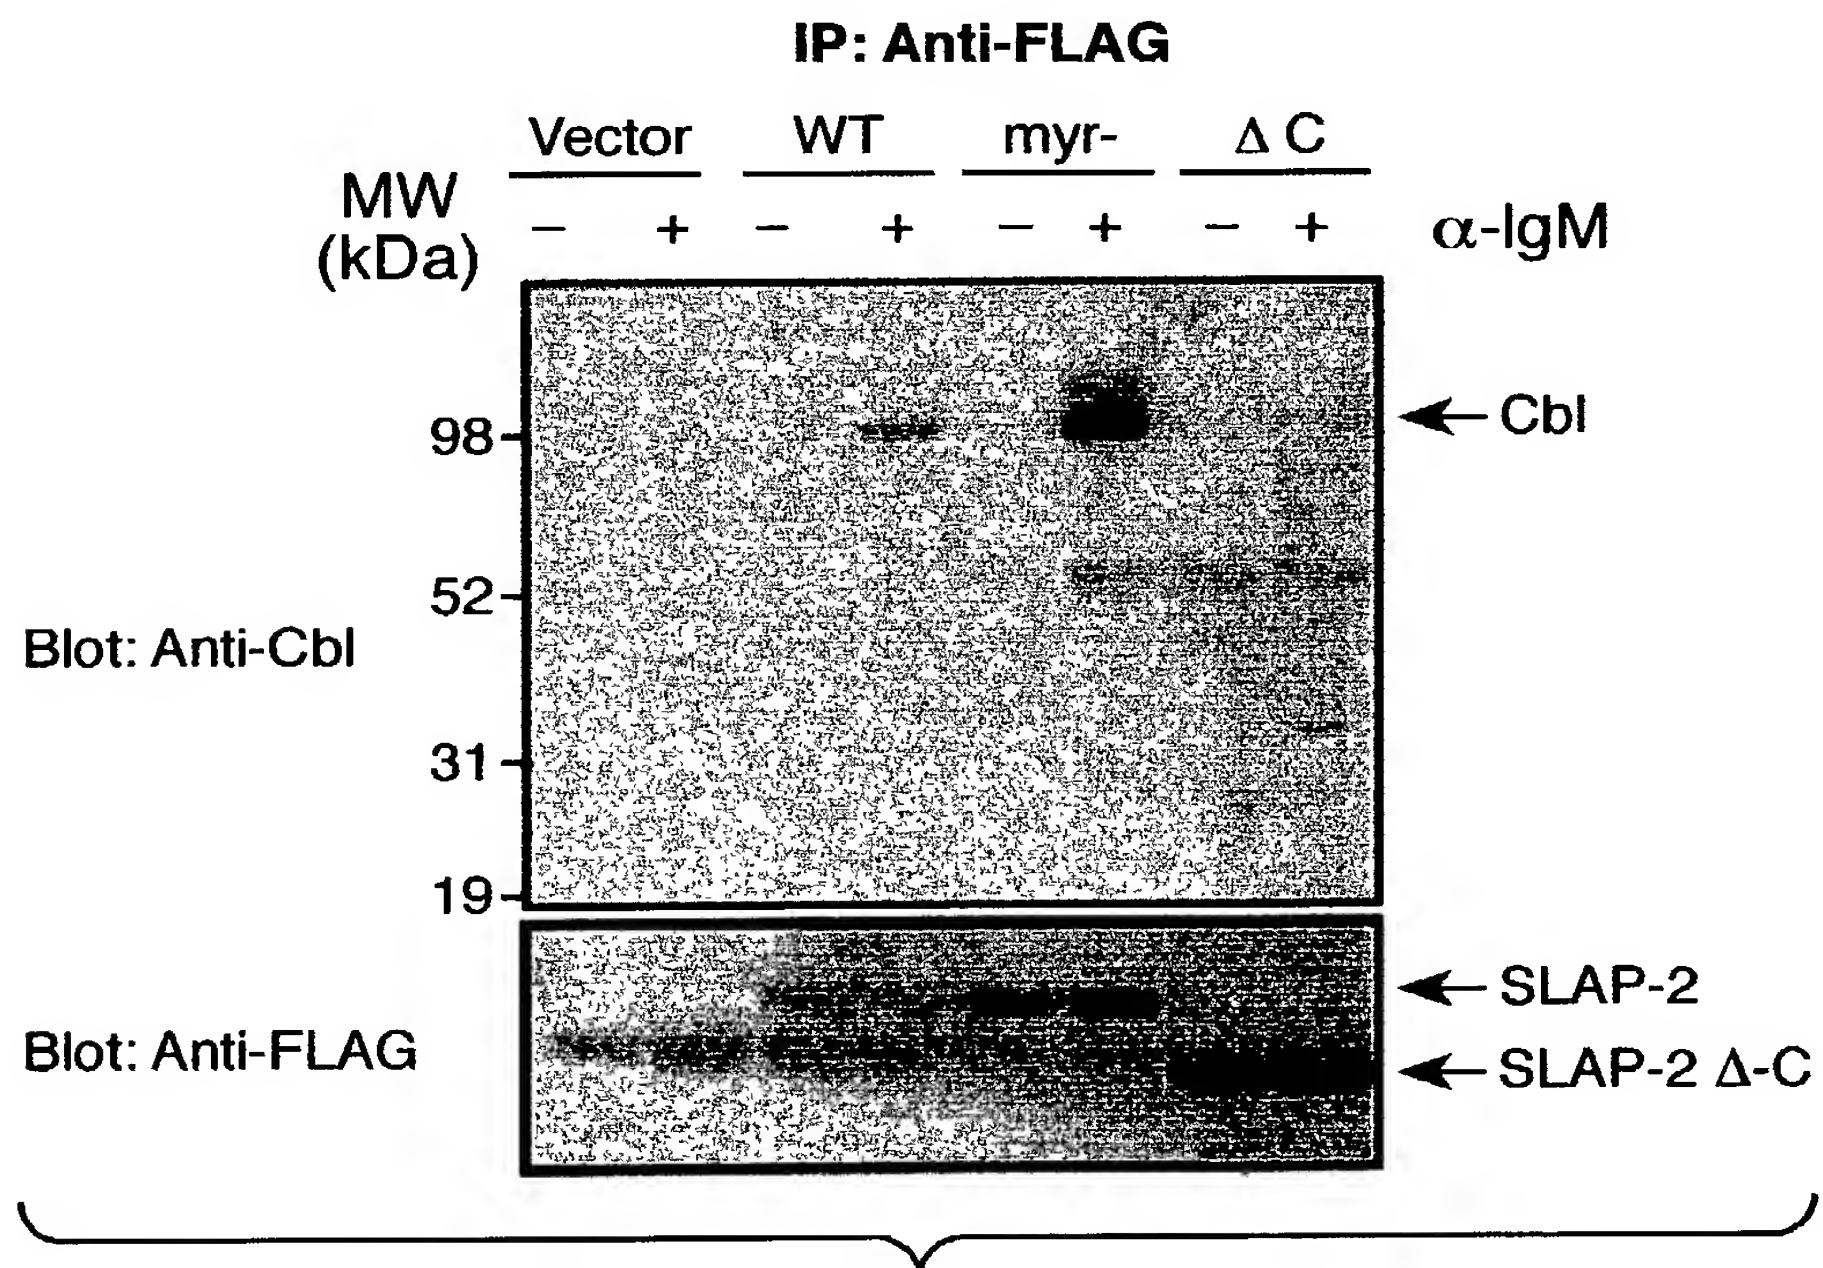 IP: Anti-FLAG
Vector WT myr- Δ C
MW
(kDa)
− + − + − + − + α-IgM
98
Cbl
52
Blot: Anti-Cbl
31
19
SLAP-2
Blot: Anti-FLAG
SLAP-2 Δ-C